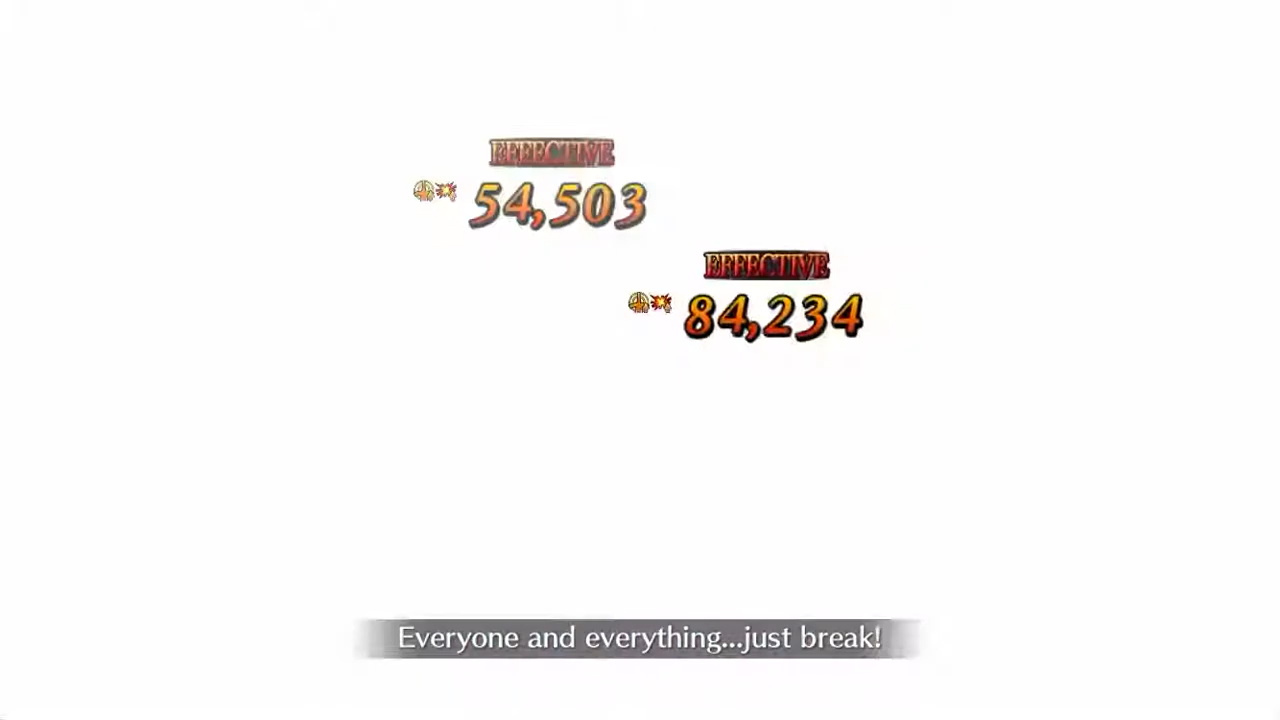 EFFECTIVE
54,503
EFFECTIVE
84,234
Everyone and everything...just break!